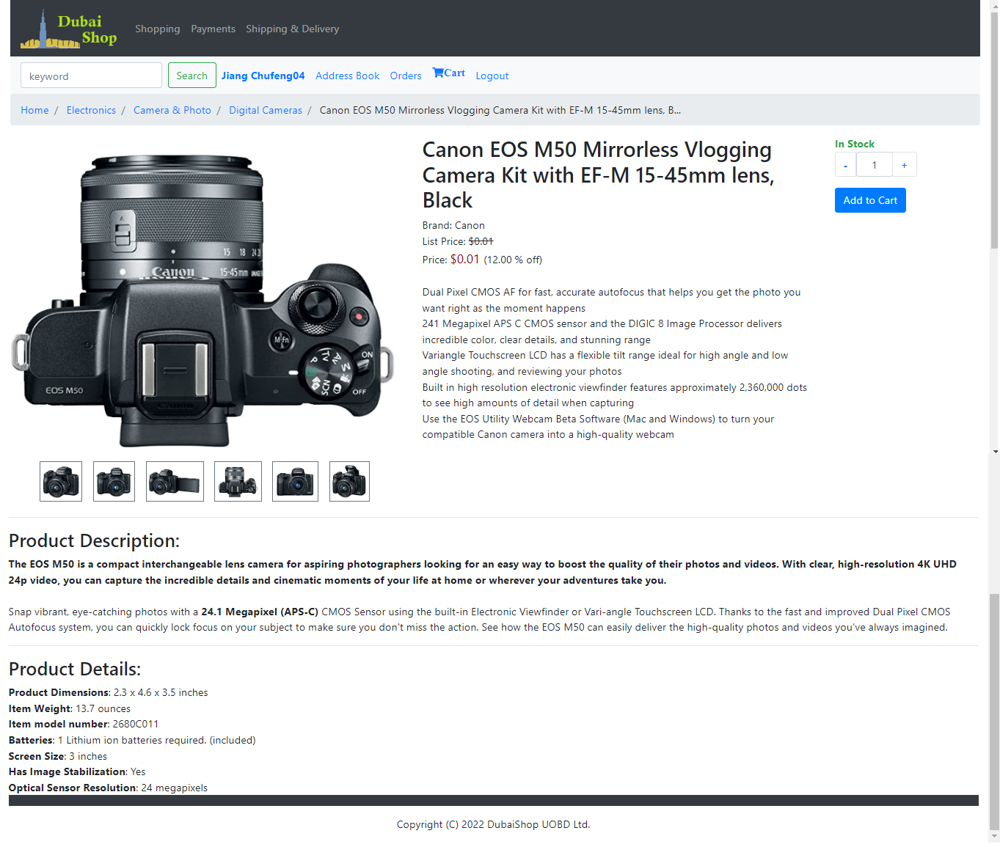 Dubai
Shop
Shopping Payments Shipping & Delivery
keyword Search Jiang Chufeng04 Address Book Orders Cart Logout
Home / Electronics / Camera & Photo / Digital Cameras / Canon EOS M50 Mirrorless Vlogging Camera Kit with EF-M 15-45mm lens, B...
Canon EOS M50 Mirrorless Vlogging
Camera Kit with EF-M 15-45mm lens,
Black
Brand: Canon
List Price: $0.01
Price: $0.01 (12.00 % off)
Dual Pixel CMOS AF for fast, accurate autofocus that helps you get the photo you
want right as the moment happens
241 Megapixel APS C CMOS sensor and the DIGIC 8 Image Processor delivers
incredible color, clear details, and stunning range
Variangle Touchscreen LCD has a flexible tilt range ideal for high angle and low
angle shooting, and reviewing your photos
Built in high resolution electronic viewfinder features approximately 2,360,000 dots
to see high amounts of detail when capturing
Use the EOS Utility Webcam Beta Software (Mac and Windows) to turn your
compatible Canon camera into a high-quality webcam
In Stock
- 1 +
Add to Cart
15 18 24 28
Canon
15-45mm
M-Fn
ON
Av
Tv
M
P
SCN
OFF
EOS M50
Canon
Product Description:
The EOS M50 is a compact interchangeable lens camera for aspiring photographers looking for an easy way to boost the quality of their photos and videos. With clear, high-resolution 4K UHD
24p video, you can capture the incredible details and cinematic moments of your life at home or wherever your adventures take you.
Snap vibrant, eye-catching photos with a 24.1 Megapixel (APS-C) CMOS Sensor using the built-in Electronic Viewfinder or Vari-angle Touchscreen LCD. Thanks to the fast and improved Dual Pixel CMOS
Autofocus system, you can quickly lock focus on your subject to make sure you don't miss the action. See how the EOS M50 can easily deliver the high-quality photos and videos you've always imagined.
Product Details:
Product Dimensions: 2.3 x 4.6 x 3.5 inches
Item Weight: 13.7 ounces
Item model number: 2680C011
Batteries: 1 Lithium ion batteries required. (included)
Screen Size: 3 inches
Has Image Stabilization: Yes
Optical Sensor Resolution: 24 megapixels
Copyright (C) 2022 DubaiShop UOBD Ltd.